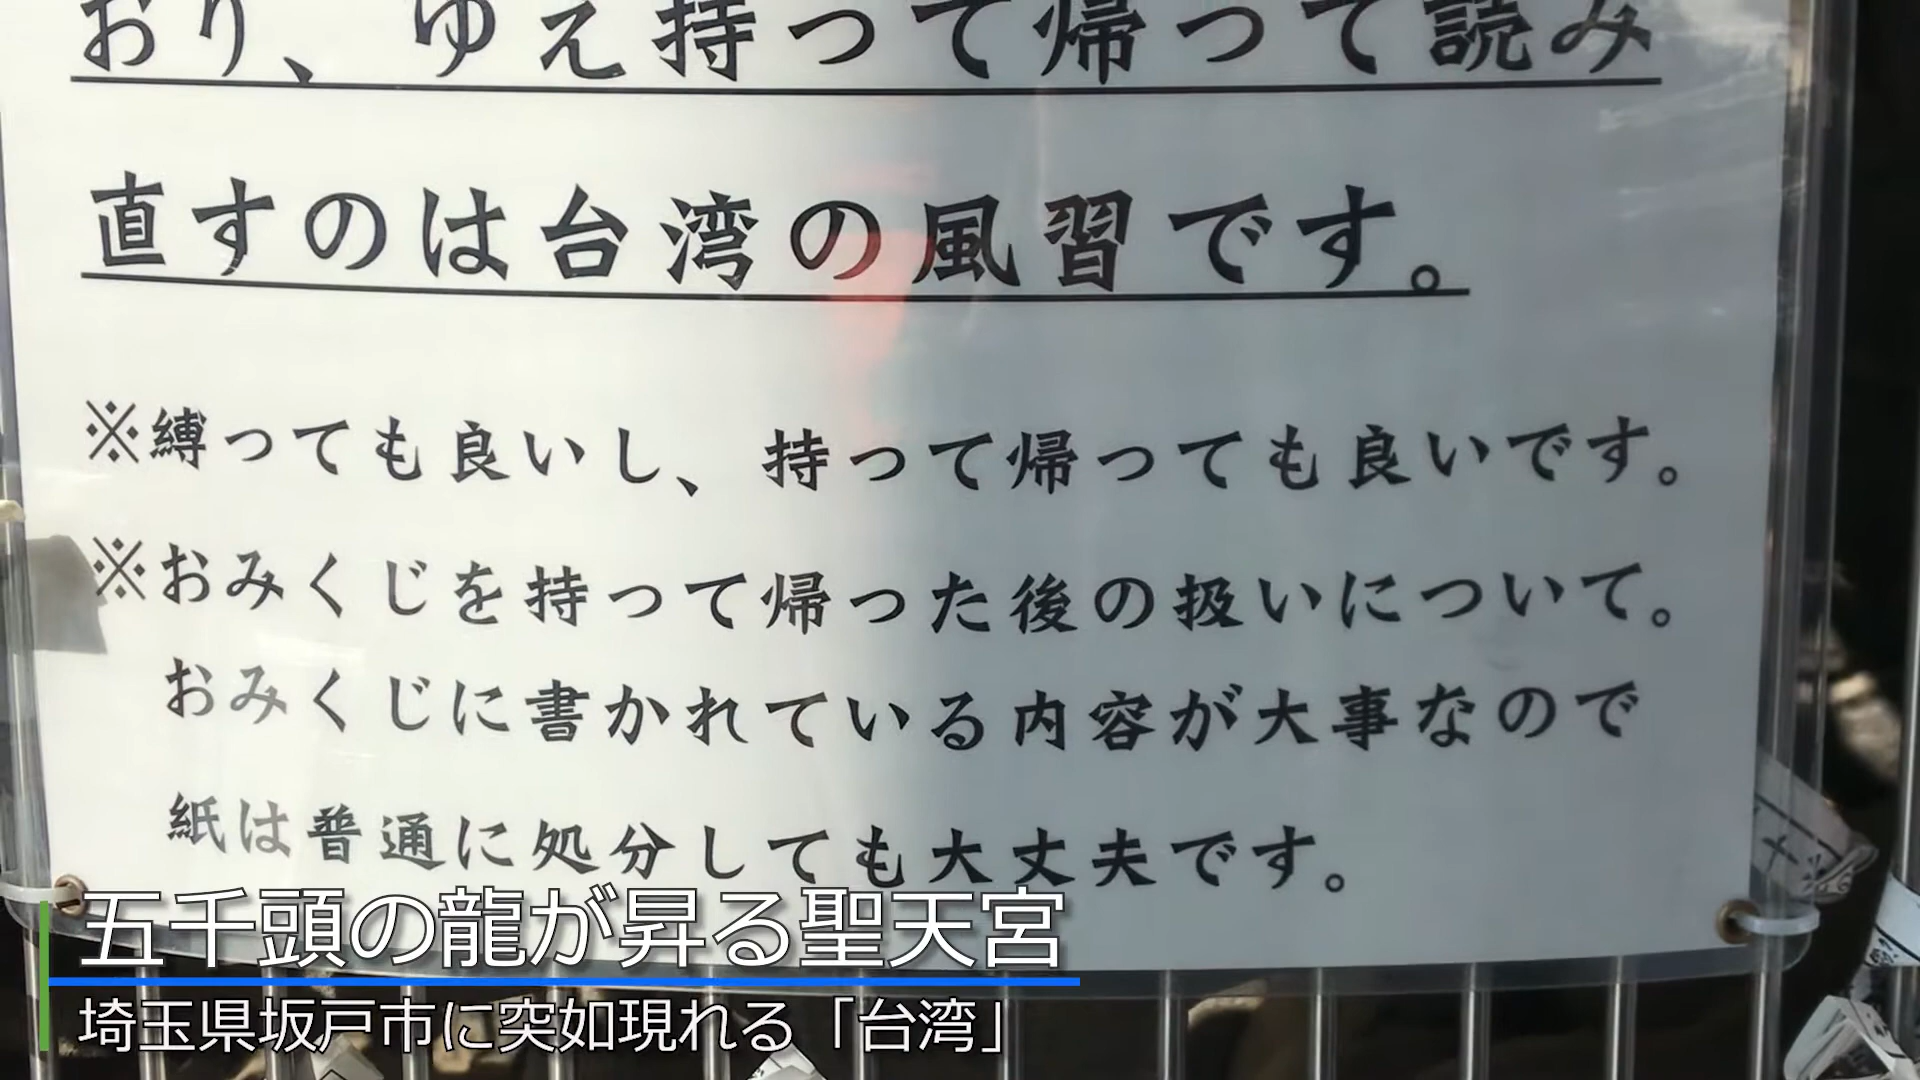 おり、ゆえ持って帰って読み
直すのは台湾の風習です。
※縛っても良いし、持って帰っても良いです。
※おみくじを持って帰った後の扱いについて。
おみくじに書かれている内容が大事なので
紙は普通に処分しても大丈夫です。
五千頭の龍が昇る聖天宮
埼玉県坂戸市に突如現れる「台湾」